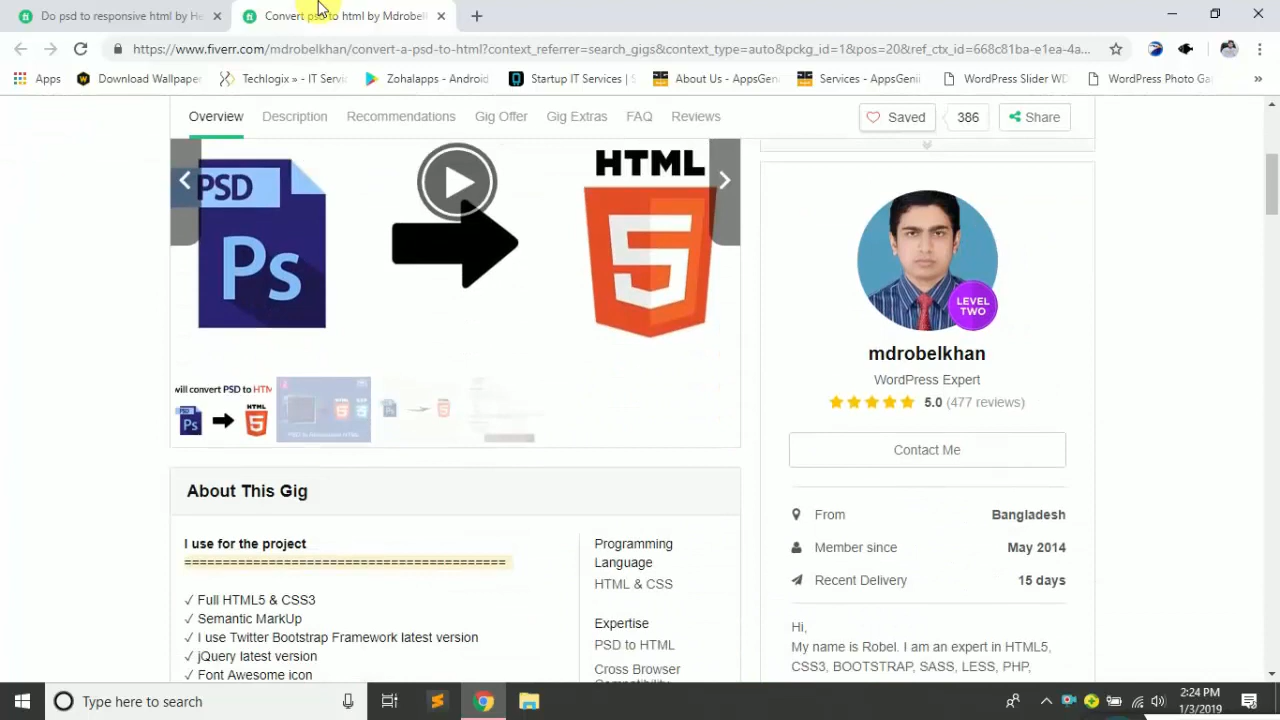 Do psd to responsive html by He
Convert psd to html by Mdrobelkh
https://www.fiverr.com/mdrobelkhan/convert-a-psd-to-html?context_referrer=search_gigs&context_type=auto&pckg_id=1&pos=20&ref_ctx_id=668c81ba-e1ea-4a...
Apps
Download Wallpaper
Techlogix » - IT Servic
Zohalapps - Android
Startup IT Services | S
About Us - AppsGeni
Services - AppsGenii
WordPress Slider WD
WordPress Photo Ga
»
Overview
Description
Recommendations
Gig Offer
Gig Extras
FAQ
Reviews
Saved
386
Share
PSD
Ps
HTML
5
will convert PSD to HTM
Ps
HTML
5
LEVEL
TWO
mdrobelkhan
WordPress Expert
5.0 (477 reviews)
Contact Me
From
Bangladesh
Member since
May 2014
Recent Delivery
15 days
Hi,
My name is Robel. I am an expert in HTML5,
CSS3, BOOTSTRAP, SASS, LESS, PHP,
About This Gig
I use for the project
==========================================
✓ Full HTML5 & CSS3
✓ Semantic MarkUp
✓ I use Twitter Bootstrap Framework latest version
✓ jQuery latest version
✓ Font Awesome icon
Programming
Language
HTML & CSS
Expertise
PSD to HTML
Cross Browser
Type here to search
2:24 PM
1/3/2019